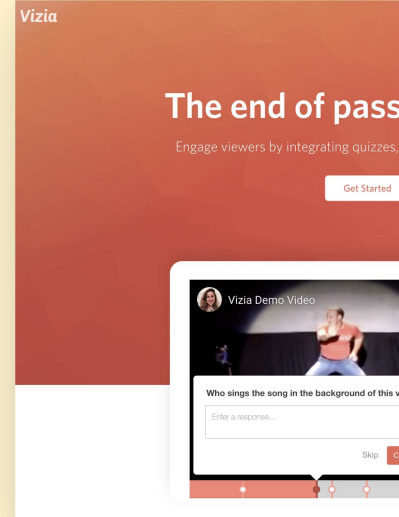 Vizia
The end of pass
Engage viewers by integrating quizzes,
Get Started
Vizia Demo Video
Who sings the song in the background of this v
Enter a response...
Skip
C